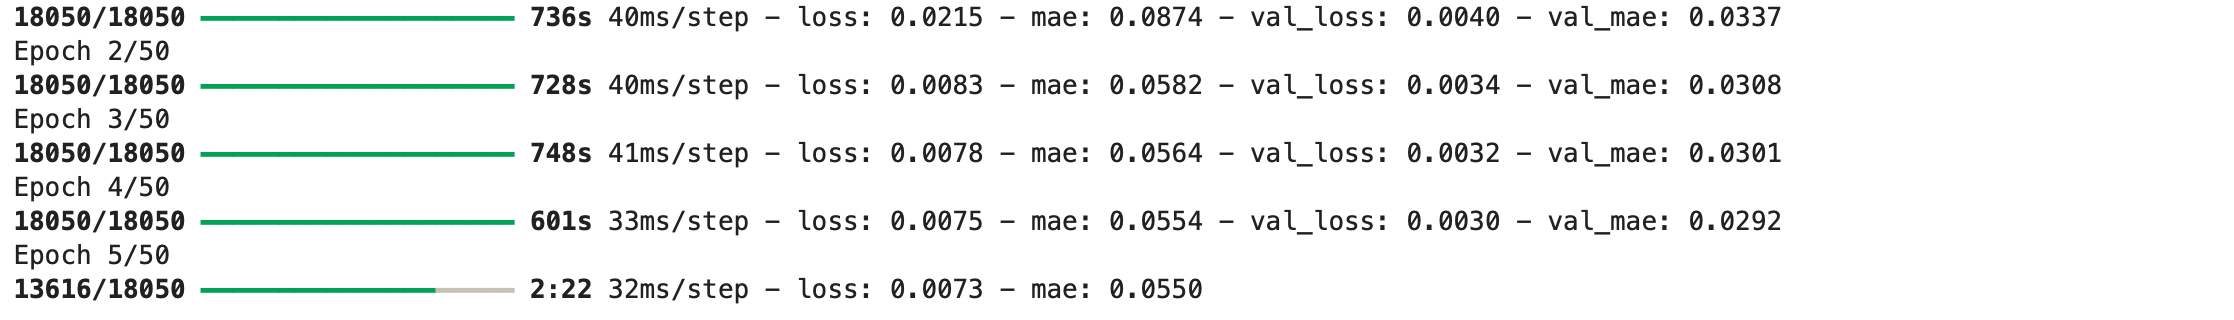 18050/18050 736s 40ms/step – loss: 0.0215 – mae: 0.0874 – val_loss: 0.0040 – val_mae: 0.0337
Epoch 2/50
18050/18050 728s 40ms/step – loss: 0.0083 – mae: 0.0582 – val_loss: 0.0034 – val_mae: 0.0308
Epoch 3/50
18050/18050 748s 41ms/step – loss: 0.0078 – mae: 0.0564 – val_loss: 0.0032 – val_mae: 0.0301
Epoch 4/50
18050/18050 601s 33ms/step – loss: 0.0075 – mae: 0.0554 – val_loss: 0.0030 – val_mae: 0.0292
Epoch 5/50
13616/18050 2:22 32ms/step – loss: 0.0073 – mae: 0.0550